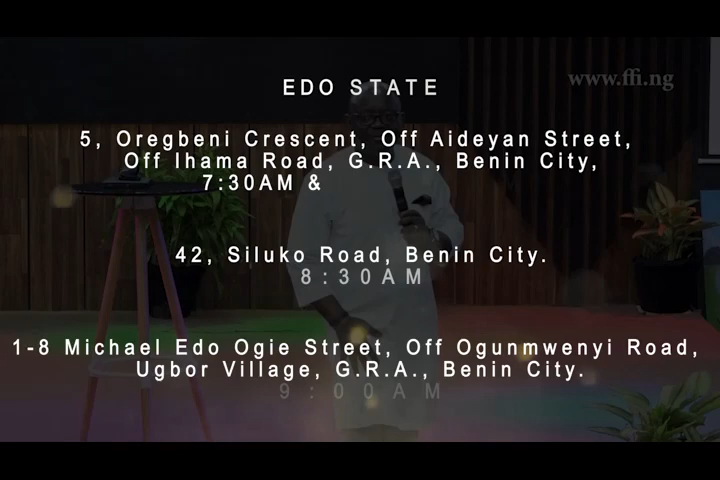 www.ffi.ng
EDO STATE
5, Oregbeni Crescent, Off Aideyan Street,
Off Ihama Road, G.R.A., Benin City,
7:30AM &
42, Siluko Road, Benin City.
8:30AM
1-8 Michael Edo Ogie Street, Off Ogunmwenyi Road,
Ugbor Village, G.R.A., Benin City.
9:00AM